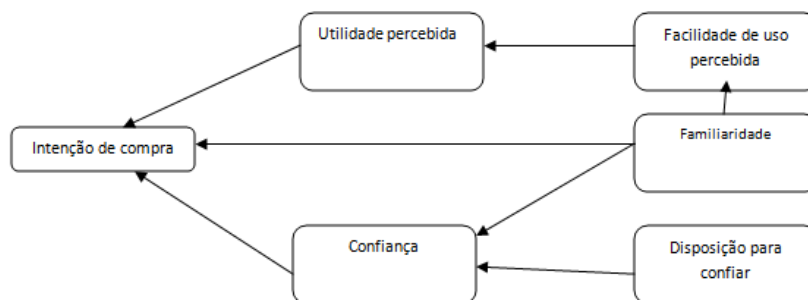 Utilidade percebida
Facilidade de uso
percebida
Familiaridade
Intenção de compra
Confiança
Disposição para
confiar